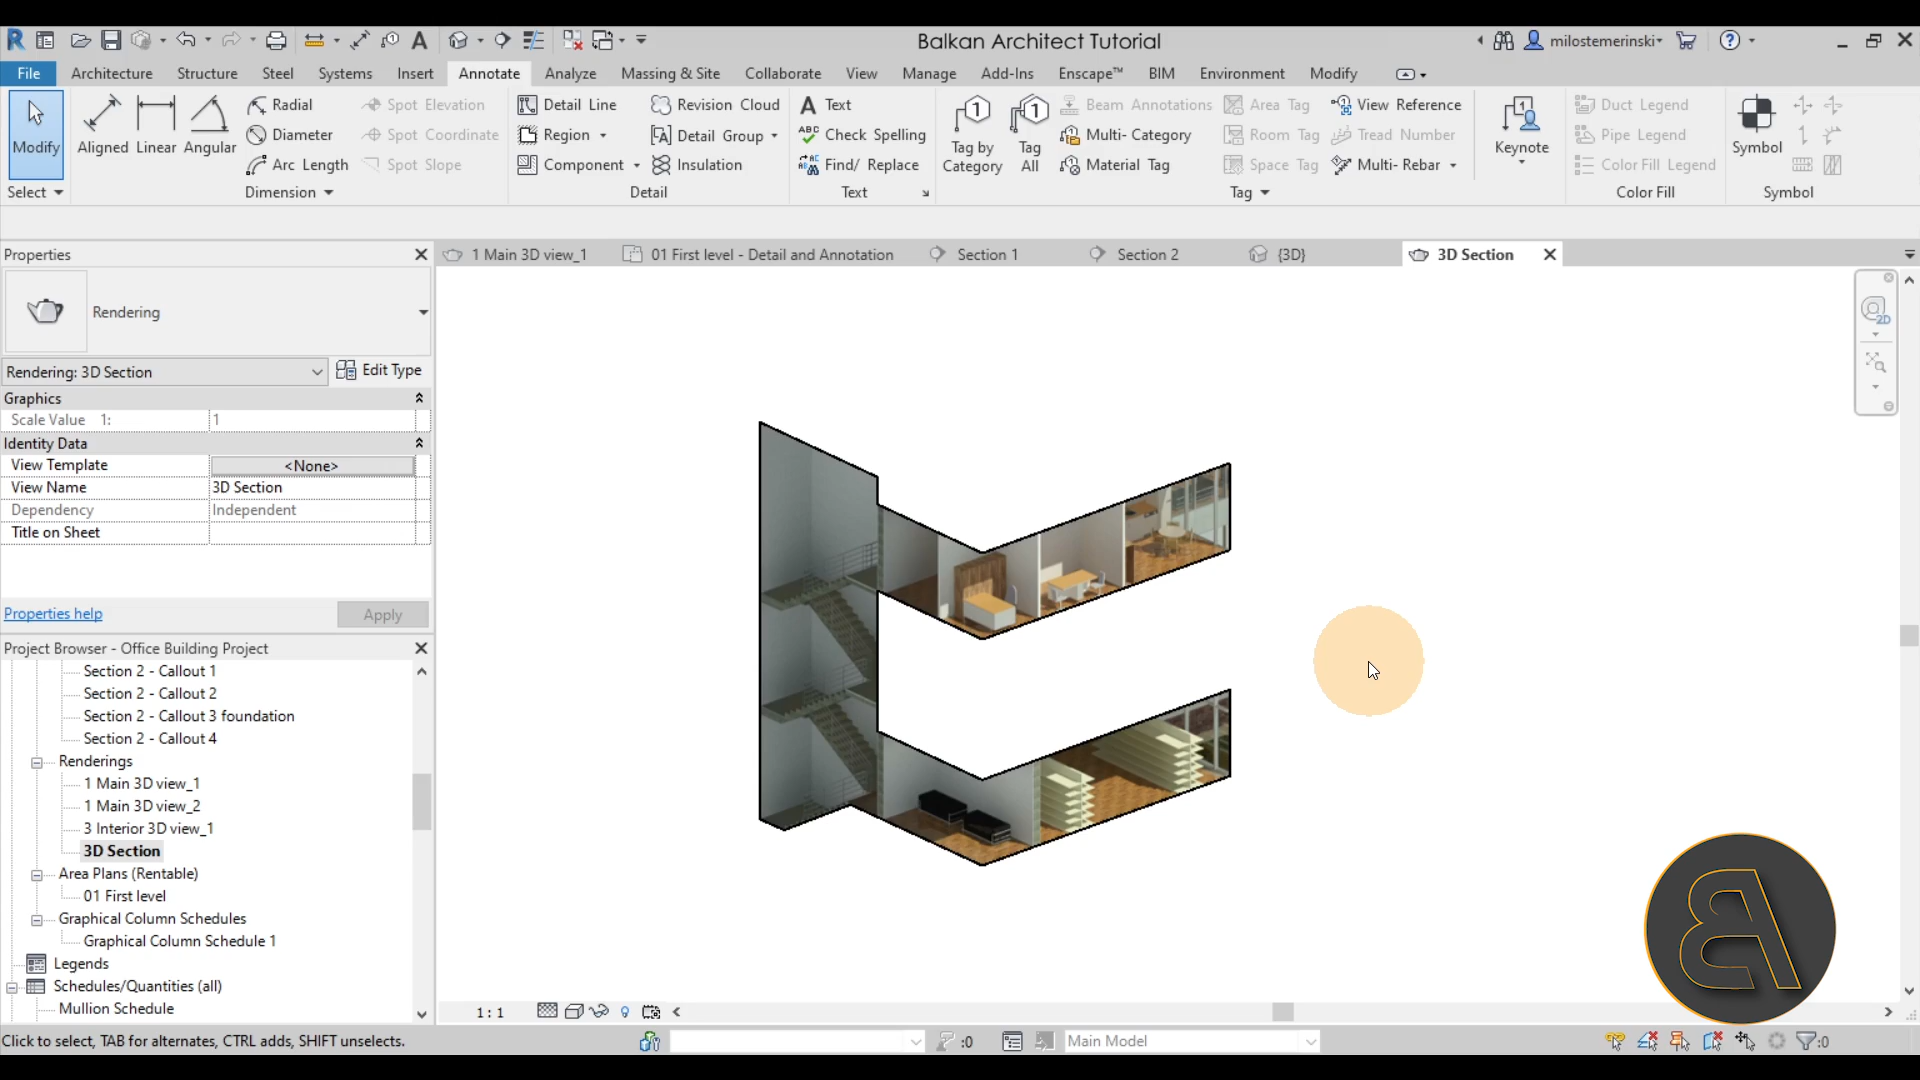 Balkan Architect Tutorial
milostemerinski
File Architecture Structure Steel Systems Insert Annotate Analyze Massing & Site Collaborate View Manage Add-Ins Enscape™ BIM Environment Modify
Modify
Select
Aligned Linear Angular
Radial
Diameter
Arc Length
Spot Elevation
Spot Coordinate
Spot Slope
Dimension
Detail Line
Region
Component
Revision Cloud
Detail Group
Insulation
Detail
A Text
ABC Check Spelling
Find/ Replace
Text
Tag by Category
Tag All
Beam Annotations
Multi- Category
Material Tag
Area Tag
Room Tag
Space Tag
View Reference
Tread Number
Multi- Rebar
Tag
Keynote
Duct Legend
Pipe Legend
Color Fill Legend
Color Fill
Symbol
Symbol
Properties
Rendering
Rendering: 3D Section
Edit Type
Graphics
Scale Value 1: 1
Identity Data
View Template <None>
View Name 3D Section
Dependency Independent
Title on Sheet
Properties help Apply
1 Main 3D view_1 01 First level - Detail and Annotation Section 1 Section 2 {3D} 3D Section
2D
Project Browser - Office Building Project
Section 2 - Callout 1
Section 2 - Callout 2
Section 2 - Callout 3 foundation
Section 2 - Callout 4
Renderings
1 Main 3D view_1
1 Main 3D view_2
3 Interior 3D view_1
3D Section
Area Plans (Rentable)
01 First level
Graphical Column Schedules
Graphical Column Schedule 1
Legends
Schedules/Quantities (all)
Mullion Schedule
1 : 1
Click to select, TAB for alternates, CTRL adds, SHIFT unselects.
:0
Main Model
:0